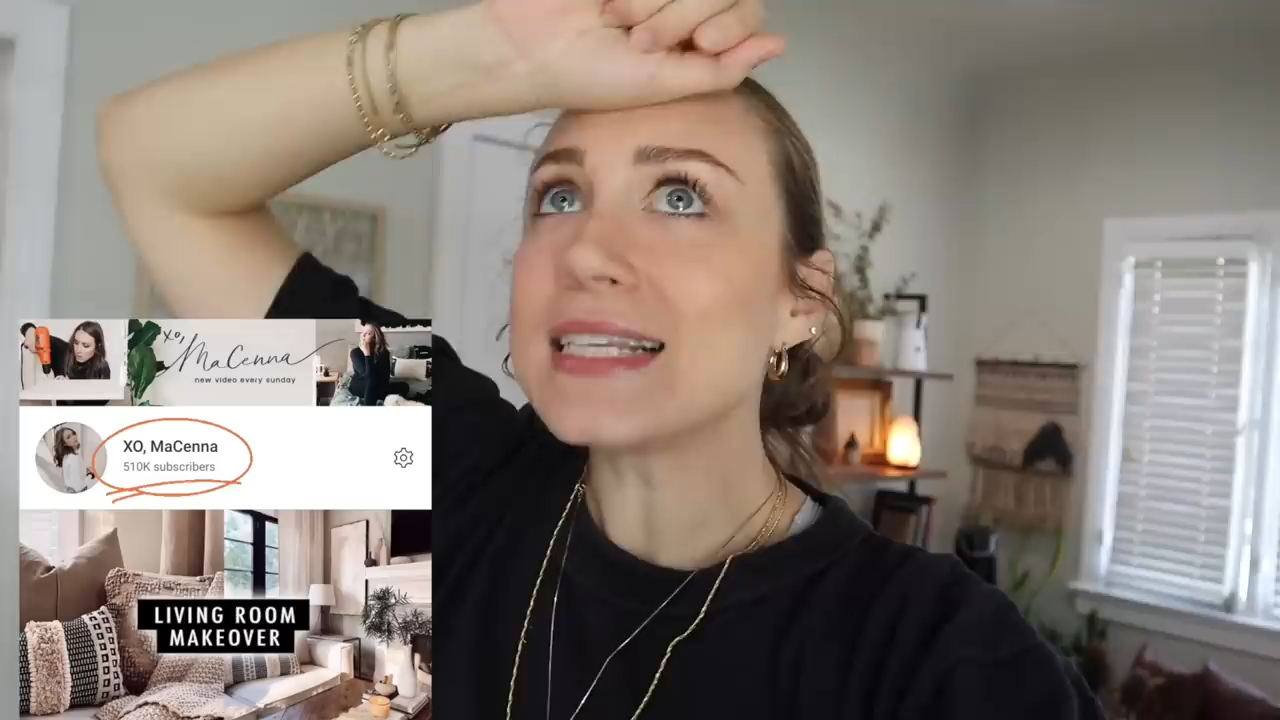 XO,
MaCenna
new video every sunday
XO, MaCenna
510K subscribers
LIVING ROOM
MAKEOVER